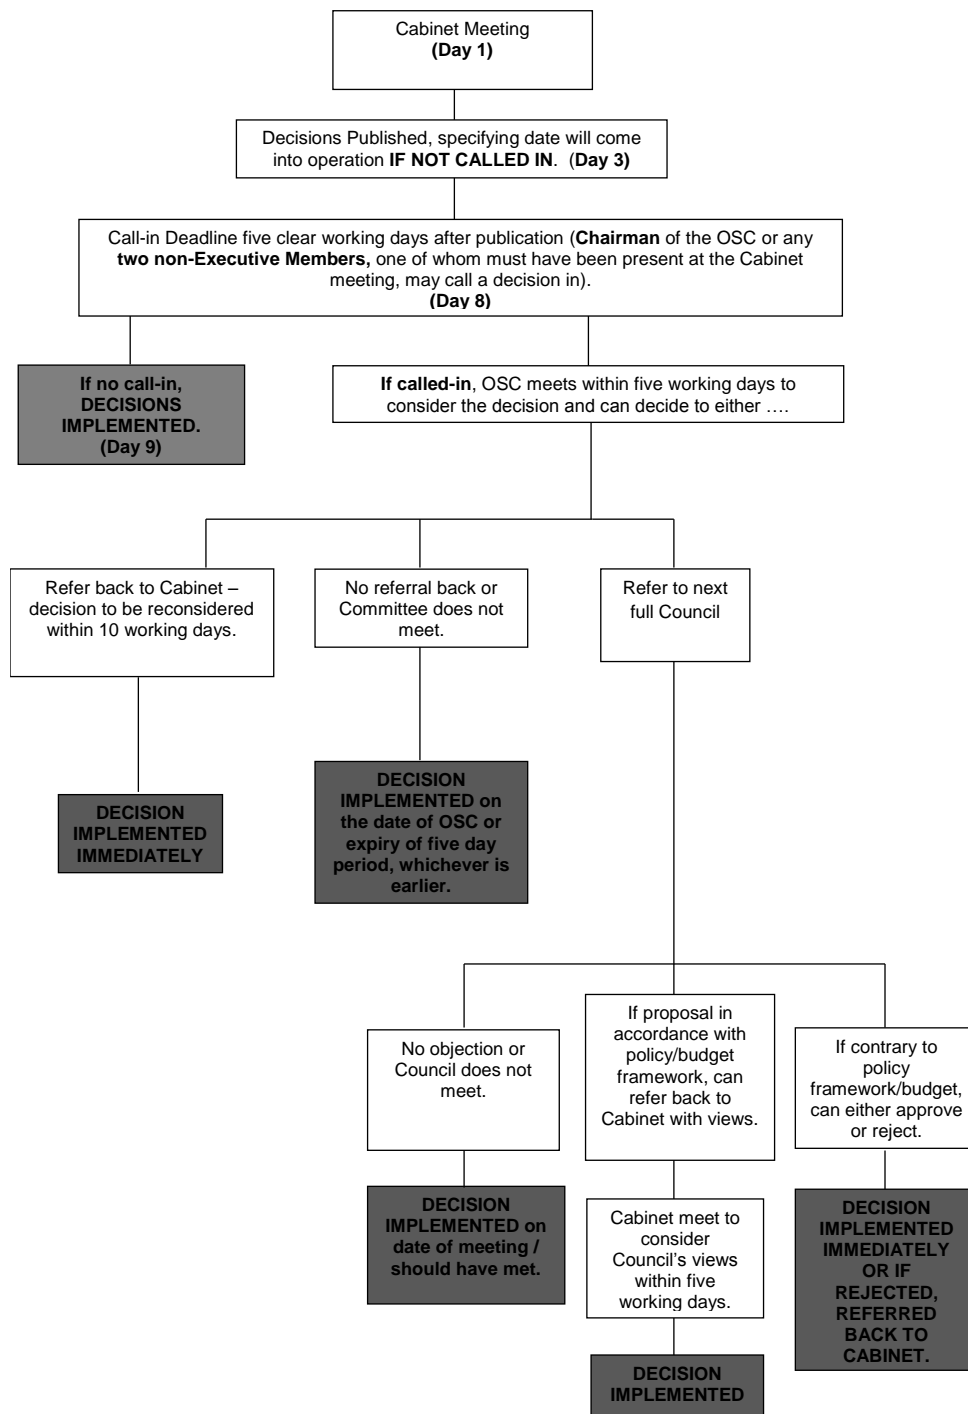 Cabinet Meeting
(Day 1)
Decisions Published, specifying date will come
into operation IF NOT CALLED IN. (Day 3)
Call-in Deadline five clear working days after publication (Chairman of the OSC or any
two non-Executive Members, one of whom must have been present at the Cabinet
meeting, may call a decision in).
(Day 8)
If no call-in,
DECISIONS
IMPLEMENTED.
(Day 9)
If called-in, OSC meets within five working days to
consider the decision and can decide to either ….
Refer back to Cabinet –
decision to be reconsidered
within 10 working days.
No referral back or
Committee does not
meet.
Refer to next
full Council
DECISION
IMPLEMENTED
IMMEDIATELY
DECISION
IMPLEMENTED on
the date of OSC or
expiry of five day
period, whichever is
earlier.
No objection or
Council does not
meet.
If proposal in
accordance with
policy/budget
framework, can
refer back to
Cabinet with views.
If contrary to
policy
framework/budget,
can either approve
or reject.
DECISION
IMPLEMENTED on
date of meeting /
should have met.
Cabinet meet to
consider
Council's views
within five
working days.
DECISION
IMPLEMENTED
IMMEDIATELY
OR IF
REJECTED,
REFERRED
BACK TO
CABINET.
DECISION
IMPLEMENTED